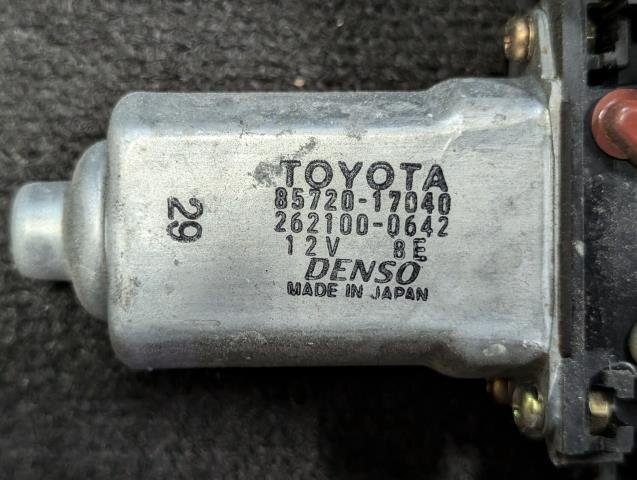 TOYOTA
85720-17040
262100-0642
12V 8E
DENSO
MADE IN JAPAN
29